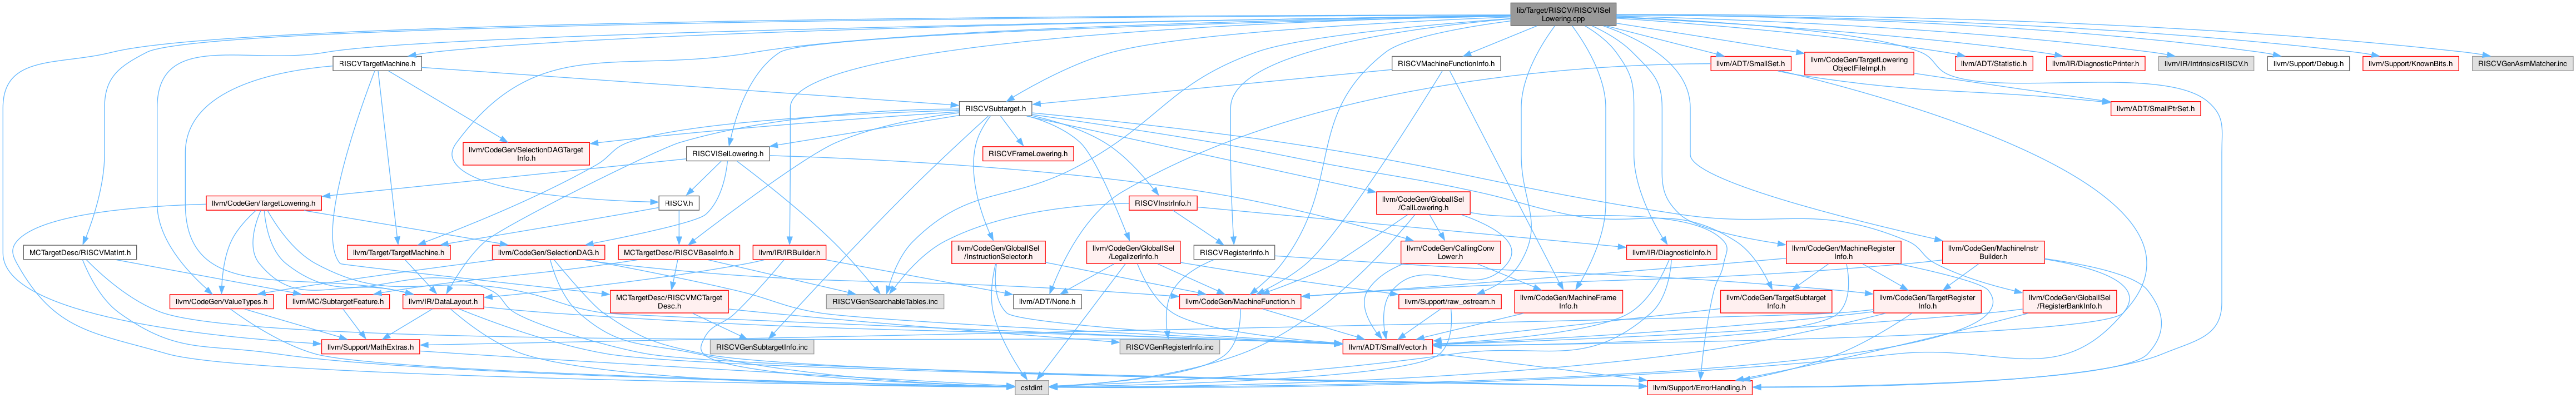 lib/Target/RISCV/RISCVISel
Lowering.cpp
RISCVTargetMachine.h
RISCVMachineFunctionInfo.h
llvm/ADT/SmallSet.h
llvm/CodeGen/TargetLowering
ObjectFileImpl.h
llvm/ADT/Statistic.h
llvm/IR/DiagnosticPrinter.h
llvm/IR/IntrinsicsRISCV.h
llvm/Support/Debug.h
llvm/Support/KnownBits.h
RISCVGenAsmMatcher.inc
RISCVSubtarget.h
llvm/ADT/SmallPtrSet.h
llvm/CodeGen/SelectionDAGTarget
Info.h
RISCVISelLowering.h
RISCVFrameLowering.h
llvm/CodeGen/TargetLowering.h
RISCV.h
RISCVInstrInfo.h
llvm/CodeGen/GlobalISel
/CallLowering.h
MCTargetDesc/RISCVMatInt.h
llvm/Target/TargetMachine.h
llvm/CodeGen/SelectionDAG.h
MCTargetDesc/RISCVBaseInfo.h
llvm/IR/IRBuilder.h
llvm/CodeGen/GlobalISel
/InstructionSelector.h
llvm/CodeGen/GlobalISel
/LegalizerInfo.h
RISCVRegisterInfo.h
llvm/CodeGen/CallingConv
Lower.h
llvm/IR/DiagnosticInfo.h
llvm/CodeGen/MachineRegister
Info.h
llvm/CodeGen/MachineInstr
Builder.h
llvm/CodeGen/ValueTypes.h
llvm/MC/SubtargetFeature.h
llvm/IR/DataLayout.h
MCTargetDesc/RISCVMCTarget
Desc.h
RISCVGenSearchableTables.inc
llvm/ADT/None.h
llvm/CodeGen/MachineFunction.h
llvm/Support/raw_ostream.h
llvm/CodeGen/MachineFrame
Info.h
llvm/CodeGen/TargetSubtarget
Info.h
llvm/CodeGen/TargetRegister
Info.h
llvm/CodeGen/GlobalISel
/RegisterBankInfo.h
llvm/Support/MathExtras.h
RISCVGenSubtargetInfo.inc
RISCVGenRegisterInfo.inc
llvm/ADT/SmallVector.h
cstdint
llvm/Support/ErrorHandling.h